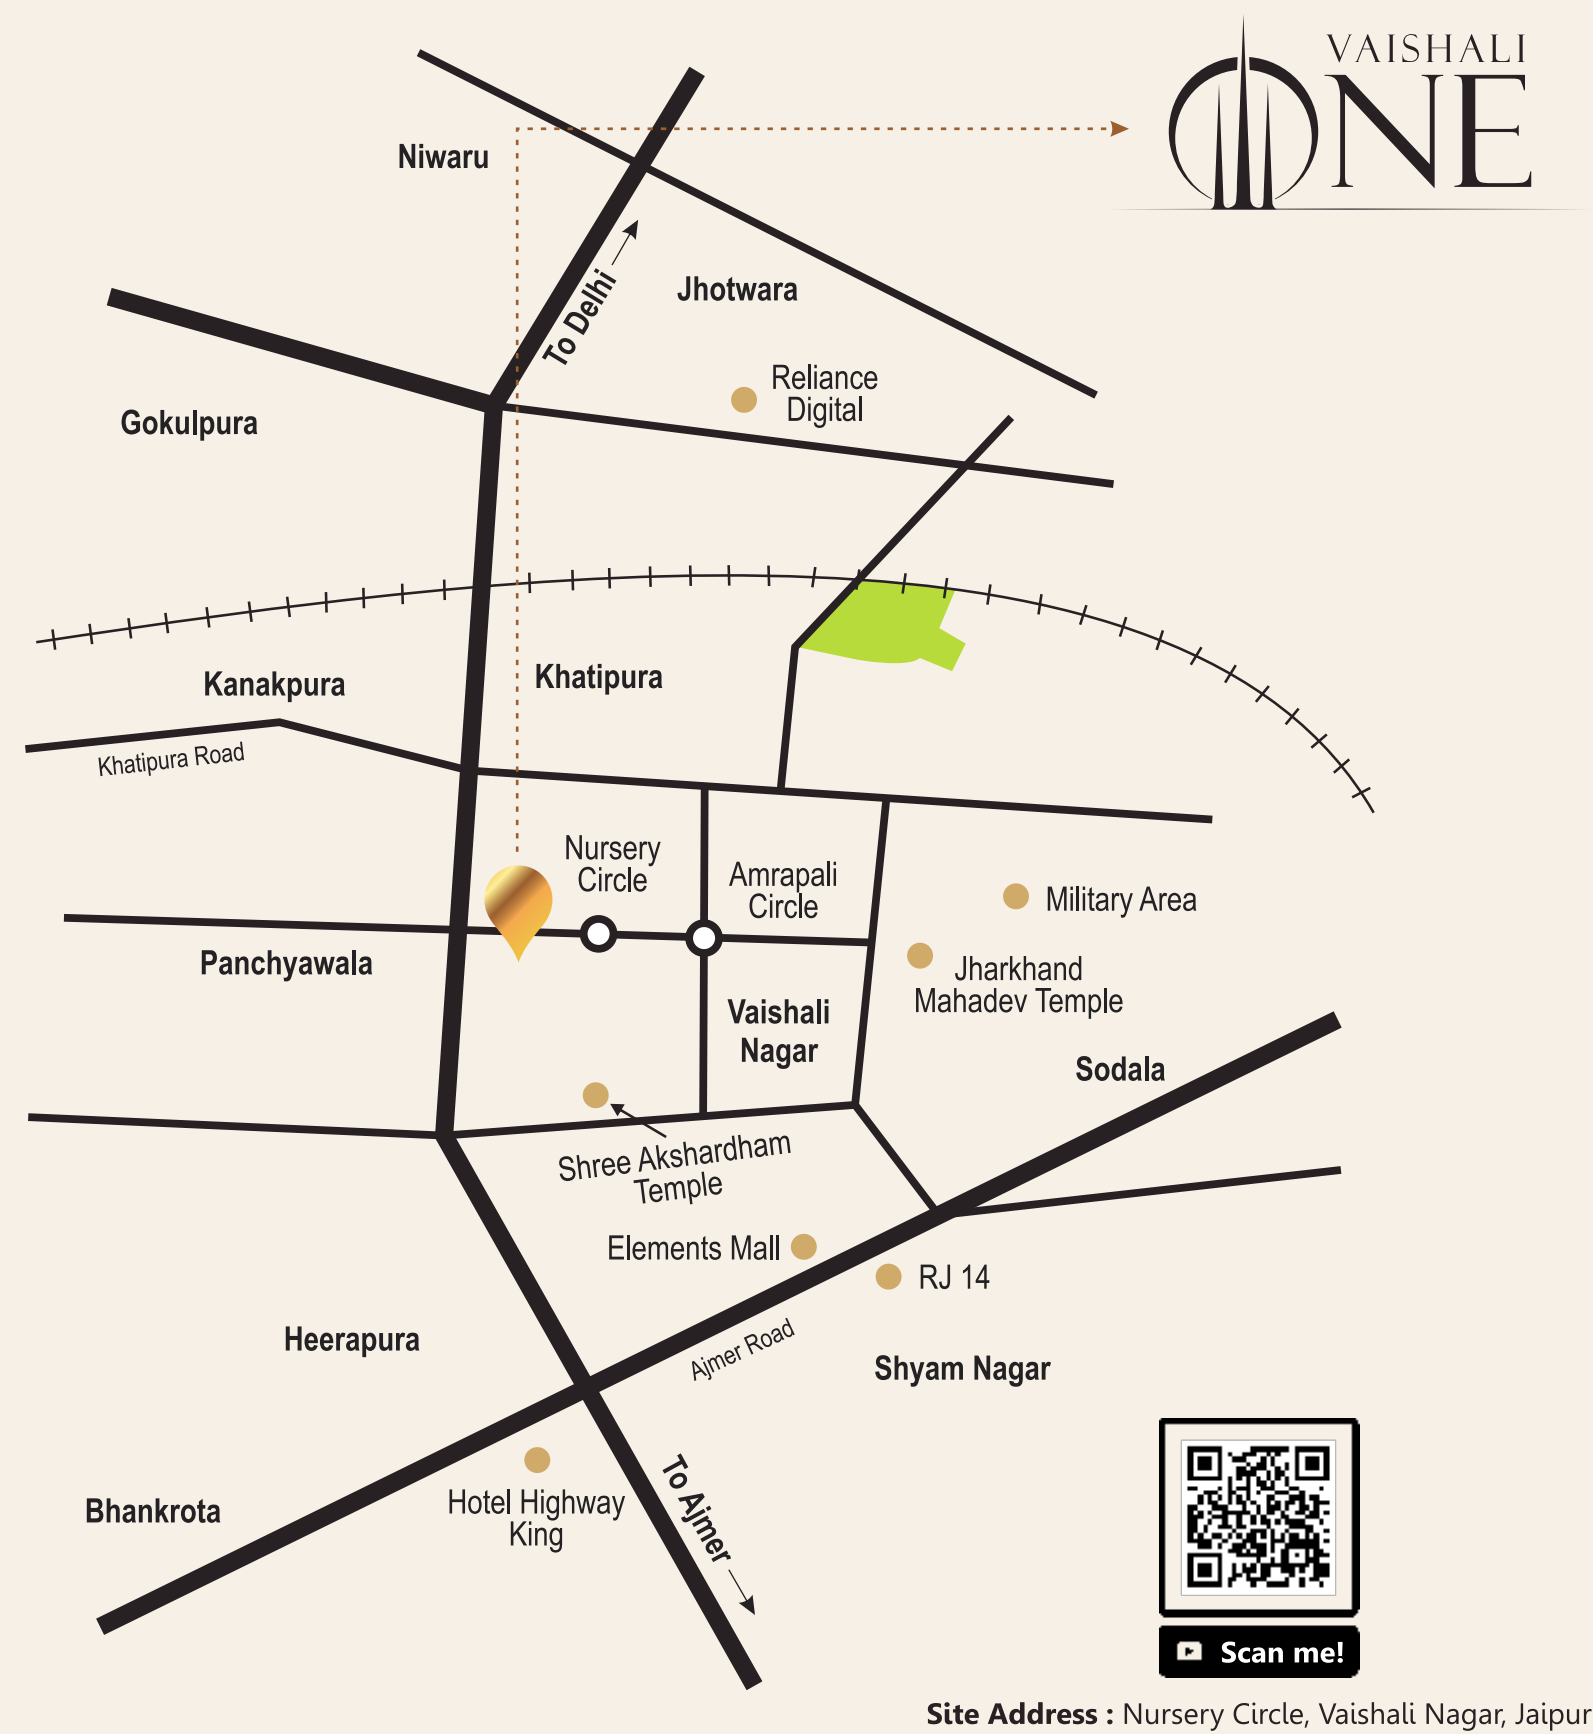 VAISHALI
ONE
Niwaru
To Delhi
Jhotwara
Reliance
Digital
Gokulpura
Kanakpura
Khatipura
Khatipura Road
Nursery
Circle
Amrapali
Circle
Military Area
Panchyawala
Jharkhand
Mahadev Temple
Vaishali
Nagar
Sodala
Shree Akshardham
Temple
Elements Mall
RJ 14
Heerapura
Ajmer Road
Shyam Nagar
Bhankrota
Hotel Highway
King
To Ajmer
Scan me!
Site Address : Nursery Circle, Vaishali Nagar, Jaipur